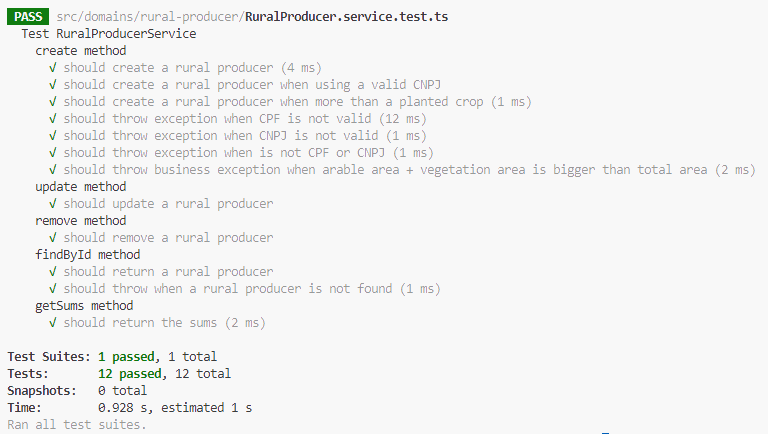 PASS src/domains/rural-producer/RuralProducer.service.test.ts
Test RuralProducerService
create method
√ should create a rural producer (4 ms)
√ should create a rural producer when using a valid CNPJ
√ should create a rural producer when more than a planted crop (1 ms)
√ should throw exception when CPF is not valid (12 ms)
√ should throw exception when CNPJ is not valid (1 ms)
√ should throw exception when is not CPF or CNPJ (1 ms)
√ should throw business exception when arable area + vegetation area is bigger than total area (2 ms)
update method
√ should update a rural producer
remove method
√ should remove a rural producer
findById method
√ should return a rural producer
√ should throw when a rural producer is not found (1 ms)
getSums method
√ should return the sums (2 ms)
Test Suites: 1 passed, 1 total
Tests: 12 passed, 12 total
Snapshots: 0 total
Time: 0.928 s, estimated 1 s
Ran all test suites.